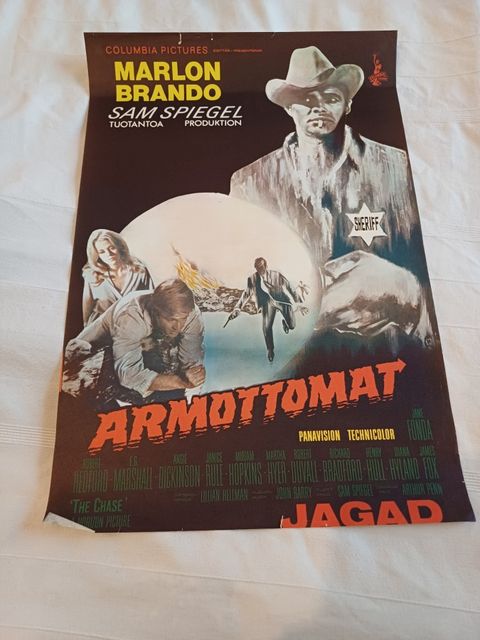 COLUMBIA PICTURES
MARLON
BRANDO
SAM SPIEGEL
TUOTANTOA PRODUKTION
SHERIFF
ARMOTTOMAT
PANAVISION TECHNICOLOR
JANE FONDA
ROBERT REDFORD E.G. MARSHALL ANGIE DICKINSON JANICE RULE MIRIAM HOPKINS MARTHA HYER ROBERT DUVALL RICHARD BRADFORD HENRY HULL DIANA HYLAND JAMES FOX
LILLIAN HELLMAN JOHN BARRY SAM SPIEGEL ARTHUR PENN
"THE CHASE"
A HORIZON PICTURE
JAGAD